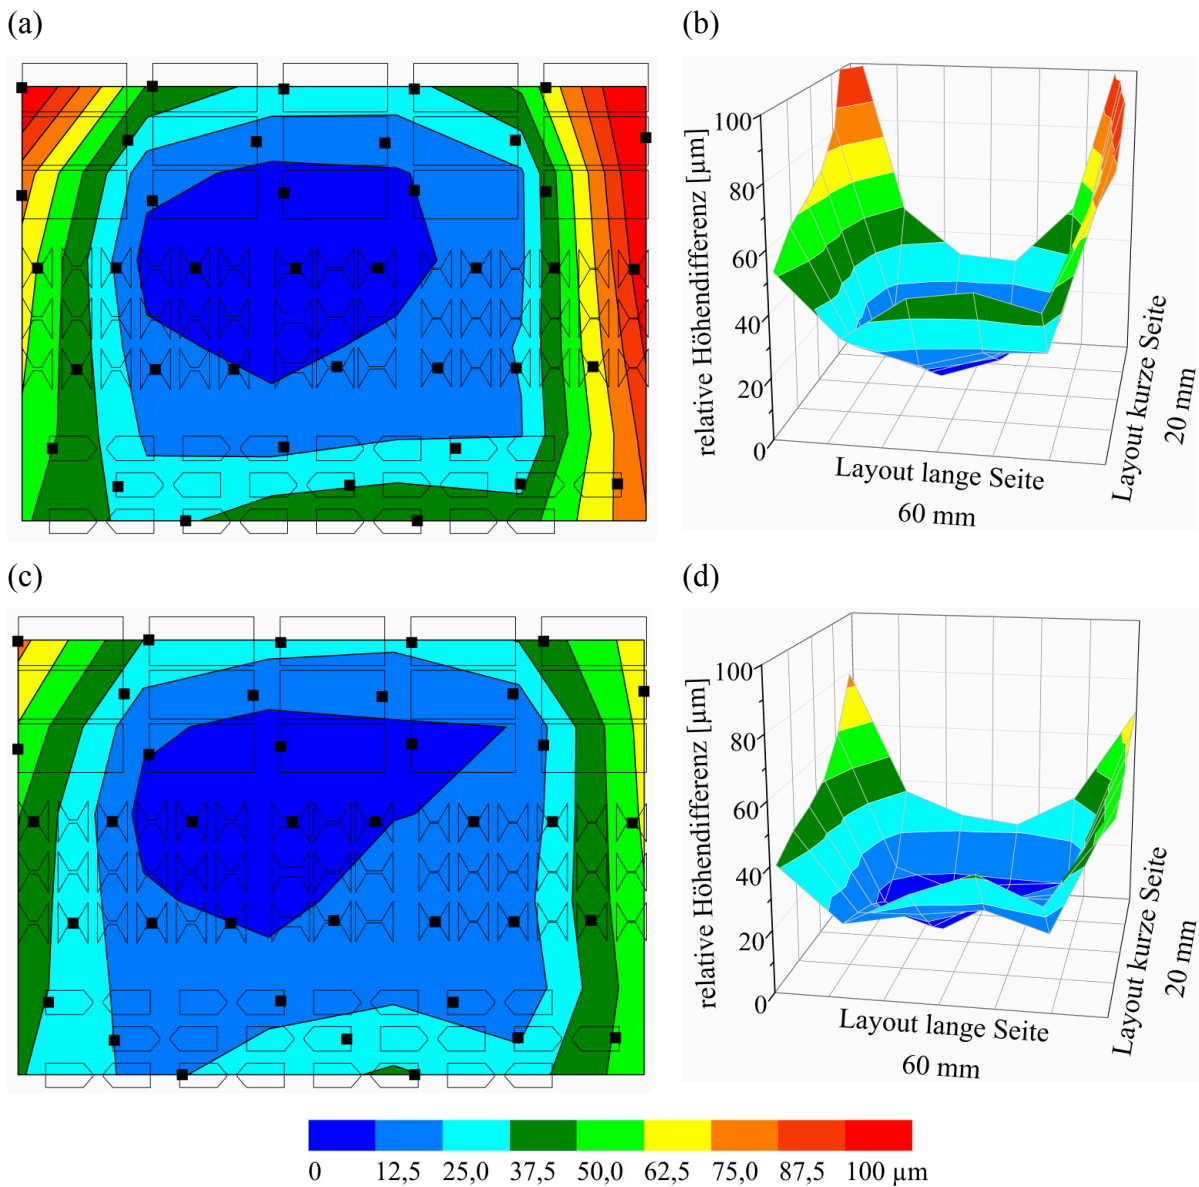 (a)
(b)
relative Höhendifferenz [µm]
100
80
60
40
20
0
Layout lange Seite
60 mm
Layout kurze Seite
20 mm
(c)
(d)
relative Höhendifferenz [µm]
100
80
60
40
20
0
Layout lange Seite
60 mm
Layout kurze Seite
20 mm
0 12,5 25,0 37,5 50,0 62,5 75,0 87,5 100 µm